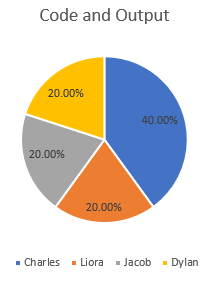 Code and Output
40.00%
20.00%
20.00%
20.00%
Charles Liora Jacob Dylan